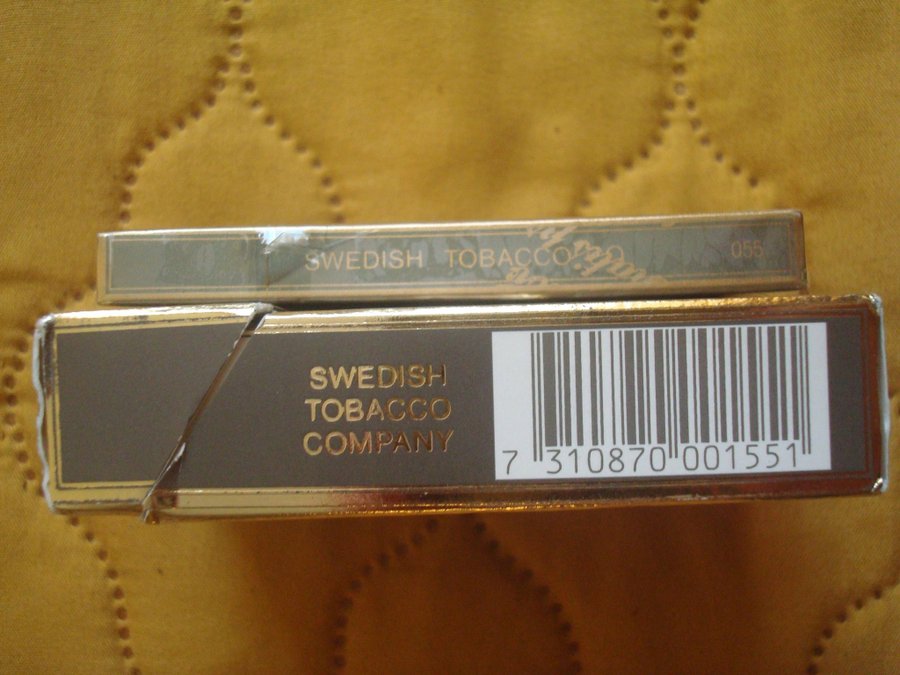 SWEDISH TOBACCO
055
SWEDISH
TOBACCO
COMPANY
7 310870 001551